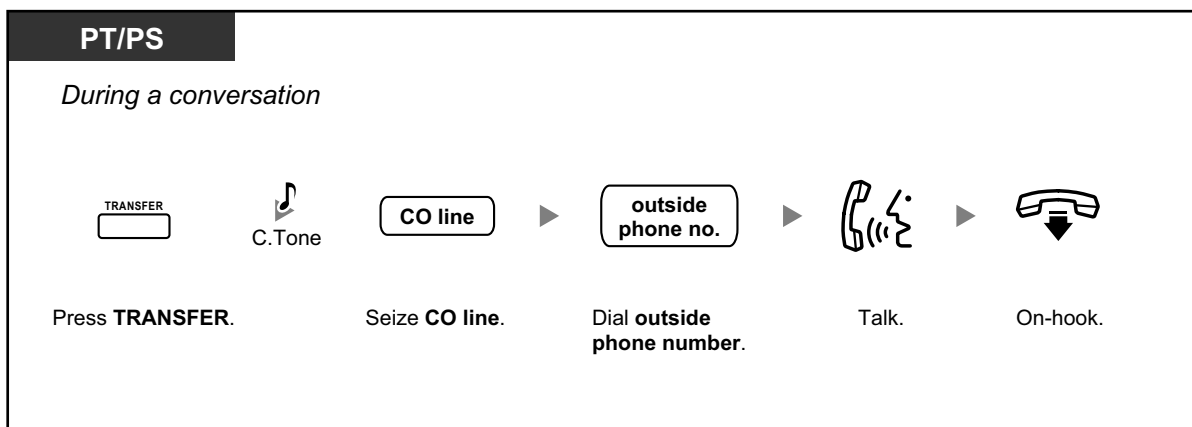 PT/PS
During a conversation
TRANSFER
C.Tone
CO line
outside
phone no.
Press TRANSFER.
Seize CO line.
Dial outside
phone number.
Talk.
On-hook.